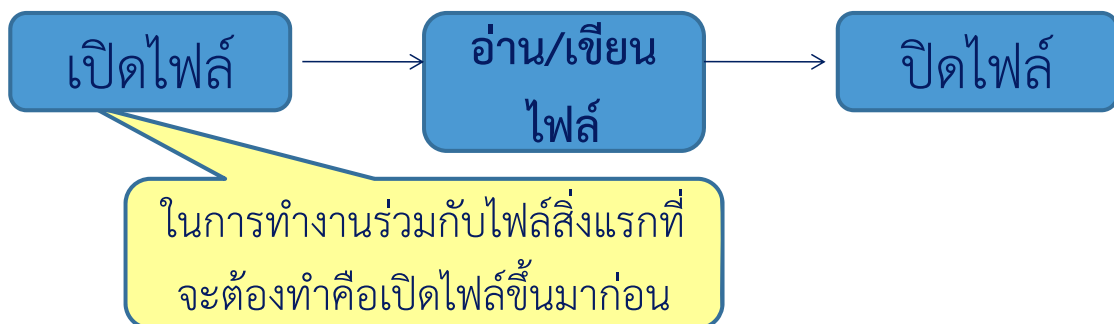 เปิดไฟล์
อ่าน/เขียน
ไฟล์
ปิดไฟล์
ในการทำงานร่วมกับไฟล์สิ่งแรกที่
จะต้องทำคือเปิดไฟล์ขึ้นมาก่อน